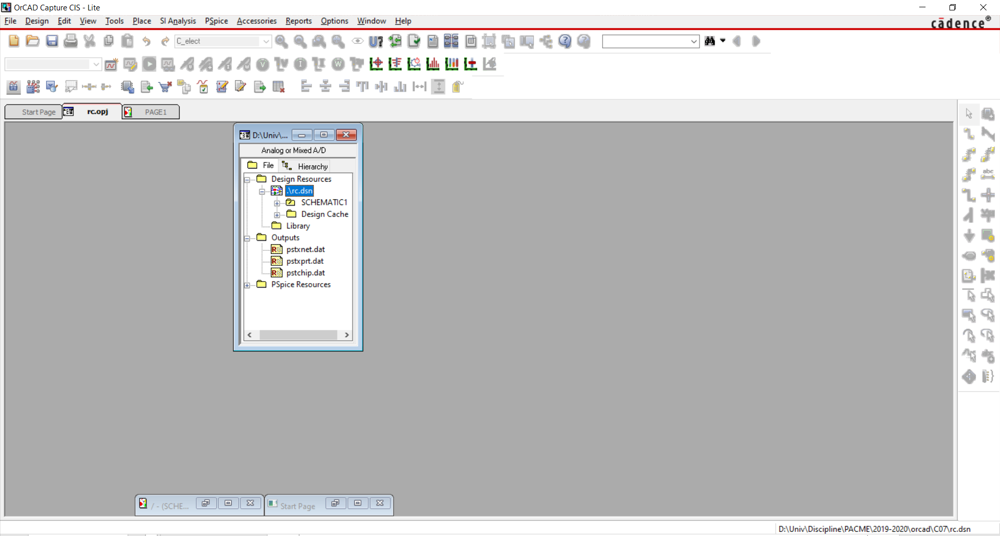 OrCAD Capture CIS - Lite
File Design Edit View Tools Place SI Analysis PSpice Accessories Reports Options Window Help
cādence®
C_elect
U?
Start Page
rc.opj
PAGE1
D:\Univ\...
Analog or Mixed A/D
File
Hierarchy
Design Resources
.\rc.dsn
SCHEMATIC1
Design Cache
Library
Outputs
pstxnet.dat
pstxprt.dat
pstchip.dat
PSpice Resources
/ - (SCHE...
Start Page
D:\Univ\Discipline\PACME\2019-2020\orcad\C07\rc.dsn